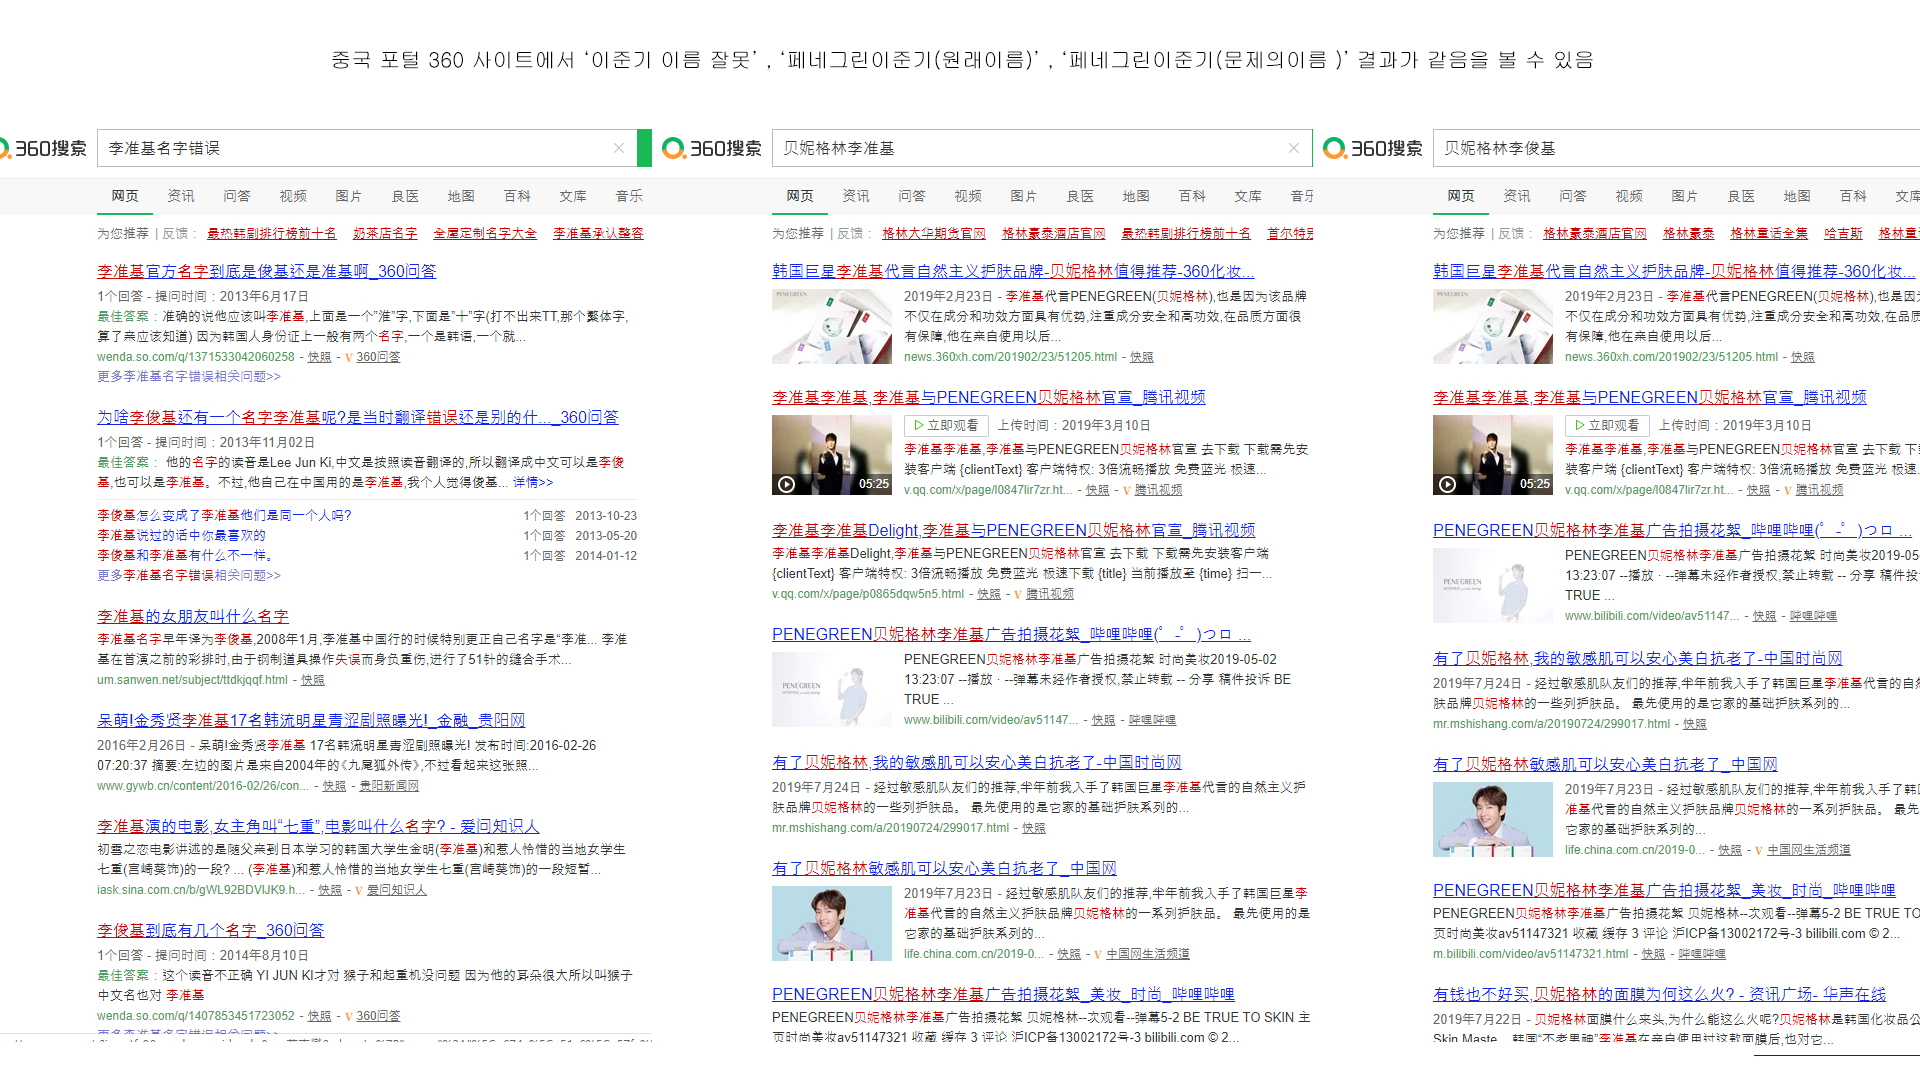 중국 포털 360 사이트에서 ‘이준기 이름 잘못’ , ‘페네그린이준기(원래이름)’ , ‘페네그린이준기(문제의이름 )’ 결과가 같음을 볼 수 있음
360搜索
李准基名字错误
网页 资讯 问答 视频 图片 良医 地图 百科 文库 音乐
为您推荐 | 反馈： 最热韩剧排行榜前十名 奶茶店名字 全屋定制名字大全 李准基承认整容
李准基官方名字到底是俊基还是准基啊_360问答
1个回答 - 提问时间：2013年6月17日
最佳答案： 准确的说他应该叫李准基,上面是一个"淮"字,下面是"十"字(打不出来TT,那个繁体字,
算了亲应该知道) 因为韩国人身份证上一般有两个名字,一个是韩语,一个就...
wenda.so.com/q/1371533042060258 - 快照 - 360问答
更多李准基名字错误相关问题>>
为啥李俊基还有一个名字李准基呢?是当时翻译错误还是别的什..._360问答
1个回答 - 提问时间：2013年11月02日
最佳答案： 他的名字的读音是Lee Jun Ki,中文是按照读音翻译的,所以翻译成中文可以是李俊
基,也可以是李准基。不过,他自己在中国用的是李准基,我个人觉得俊基... 详情>>
李俊基怎么变成了李准基他们是同一个人吗? 1个回答 2013-10-23
李准基说过的话中你最喜欢的 1个回答 2013-05-20
李俊基和李准基有什么不一样。 1个回答 2014-01-12
更多李准基名字错误相关问题>>
李准基的女朋友叫什么名字
李准基名字早年译为李俊基,2008年1月,李准基中国行的时候特别更正自己名字是“李准... 李准
基在首演之前的彩排时,由于钢制道具操作失误而身负重伤,进行了51针的缝合手术...
um.sanwen.net/subject/ttdkjqqf.html - 快照
呆萌!金秀贤李准基17名韩流明星青涩剧照曝光!_金融_贵阳网
2016年2月26日 - 呆萌!金秀贤李准基 17名韩流明星青涩剧照曝光! 发布时间:2016-02-26
07:20:37 摘要:左边的图片是来自2004年的《九尾狐外传》,不过看起来这张照...
www.gywb.cn/content/2016-02/26/con... - 快照 - 贵阳新闻网
李准基演的电影,女主角叫“七重”,电影叫什么名字? - 爱问知识人
初雪之恋电影讲述的是随父亲到日本学习的韩国大学生金明(李准基)和惹人怜惜的当地女学生
七重(宫崎葵饰)的一段? ... (李准基)和惹人怜惜的当地女学生七重(宫崎葵饰)的一段短暂...
iask.sina.com.cn/b/gWL92BDVIJK9.h... - 快照 - 爱问知识人
李俊基到底有几个名字_360问答
1个回答 - 提问时间：2014年8月10日
最佳答案： 这个读音不正确 YI JUN KI才对 猴子和起重机没问题 因为他的耳朵很大所以叫猴子
中文名也对 李准基
wenda.so.com/q/1407853451723052 - 快照 - 360问答
360搜索
贝妮格林李准基
网页 资讯 问答 视频 图片 良医 地图 百科 文库 音乐
为您推荐 | 反馈： 格林大华期货官网 格林豪泰酒店官网 最热韩剧排行榜前十名 首尔特别
韩国巨星李准基代言自然主义护肤品牌-贝妮格林值得推荐-360化妆...
2019年2月23日 - 李准基代言PENEGREEN(贝妮格林),也是因为该品牌
不仅在成分和功效方面具有优势,注重成分安全和高功效,在品质方面很
有保障,他在亲自使用以后...
news.360xh.com/201902/23/51205.html - 快照
李准基李准基,李准基与PENEGREEN贝妮格林官宣_腾讯视频
立即观看 上传时间：2019年3月10日
李准基李准基,李准基与PENEGREEN贝妮格林官宣 去下载 下载需先安
装客户端 {clientText} 客户端特权: 3倍流畅播放 免费蓝光 极速...
05:25
v.qq.com/x/page/l0847lir7zr.ht... - 快照 - 腾讯视频
李准基李准基Delight,李准基与PENEGREEN贝妮格林官宣_腾讯视频
李准基李准基Delight,李准基与PENEGREEN贝妮格林官宣 去下载 下载需先安装客户端
{clientText} 客户端特权: 3倍流畅播放 免费蓝光 极速下载 {title} 当前播放至 {time} 扫一...
v.qq.com/x/page/p0865dqw5n5.html - 快照 - 腾讯视频
PENEGREEN贝妮格林李准基广告拍摄花絮_哔哩哔哩(゜-゜)つロ ...
PENEGREEN
PENEGREEN贝妮格林李准基广告拍摄花絮 时尚美妆2019-05-02
13:23:07 --播放 · --弹幕未经作者授权,禁止转载 -- 分享 稿件投诉 BE
TRUE ...
www.bilibili.com/video/av51147... - 快照 - 哔哩哔哩
有了贝妮格林,我的敏感肌可以安心美白抗老了-中国时尚网
2019年7月24日 - 经过敏感肌队友们的推荐,半年前我入手了韩国巨星李准基代言的自然主义护
肤品牌贝妮格林的一些列护肤品。 最先使用的是它家的基础护肤系列的...
mr.mshishang.com/a/20190724/299017.html - 快照
有了贝妮格林敏感肌可以安心美白抗老了_中国网
2019年7月23日 - 经过敏感肌队友们的推荐,半年前我入手了韩国巨星李
准基代言的自然主义护肤品牌贝妮格林的一系列护肤品。 最先使用的是
它家的基础护肤系列的...
life.china.com.cn/2019-0... - 快照 - 中国网生活频道
PENEGREEN贝妮格林李准基广告拍摄花絮_美妆_时尚_哔哩哔哩
PENEGREEN贝妮格林李准基广告拍摄花絮 贝妮格林--次观看--弹幕5-2 BE TRUE TO SKIN 主
页时尚美妆av51147321 收藏 缓存 3 评论 沪ICP备13002172号-3 bilibili.com © 2...
360搜索
贝妮格林李俊基
网页 资讯 问答 视频 图片 良医 地图 百科 文库
为您推荐 | 反馈： 格林豪泰酒店官网 格林豪泰 格林童话全集 哈吉斯 格林童
韩国巨星李准基代言自然主义护肤品牌-贝妮格林值得推荐-360化妆...
2019年2月23日 - 李准基代言PENEGREEN(贝妮格林),也是因为
不仅在成分和功效方面具有优势,注重成分安全和高功效,在品质
有保障,他在亲自使用以后...
news.360xh.com/201902/23/51205.html - 快照
李准基李准基,李准基与PENEGREEN贝妮格林官宣_腾讯视频
立即观看 上传时间：2019年3月10日
李准基李准基,李准基与PENEGREEN贝妮格林官宣 去下载 下
装客户端 {clientText} 客户端特权: 3倍流畅播放 免费蓝光 极速...
05:25
v.qq.com/x/page/l0847lir7zr.ht... - 快照 - 腾讯视频
PENEGREEN贝妮格林李准基广告拍摄花絮_哔哩哔哩(゜-゜)つロ ...
PENEGREEN
PENEGREEN贝妮格林李准基广告拍摄花絮 时尚美妆2019-05
13:23:07 --播放 · --弹幕未经作者授权,禁止转载 -- 分享 稿件投
TRUE ...
www.bilibili.com/video/av51147... - 快照 - 哔哩哔哩
有了贝妮格林,我的敏感肌可以安心美白抗老了-中国时尚网
2019年7月24日 - 经过敏感肌队友们的推荐,半年前我入手了韩国巨星李准基代言的自然
肤品牌贝妮格林的一些列护肤品。 最先使用的是它家的基础护肤系列的...
mr.mshishang.com/a/20190724/299017.html - 快照
有了贝妮格林敏感肌可以安心美白抗老了_中国网
2019年7月23日 - 经过敏感肌队友们的推荐,半年前我入手了韩
准基代言的自然主义护肤品牌贝妮格林的一系列护肤品。 最先
它家的基础护肤系列的...
life.china.com.cn/2019-0... - 快照 - 中国网生活频道
PENEGREEN贝妮格林李准基广告拍摄花絮_美妆_时尚_哔哩哔哩
PENEGREEN贝妮格林李准基广告拍摄花絮 贝妮格林--次观看--弹幕5-2 BE TRUE TO
页时尚美妆av51147321 收藏 缓存 3 评论 沪ICP备13002172号-3 bilibili.com © 2...
m.bilibili.com/video/av51147321.html - 快照 - 哔哩哔哩
有钱也不好买,贝妮格林的面膜为何这么火? - 资讯广场- 华声在线
2019年7月22日 - 贝妮格林面膜什么来头,为什么能这么火呢?贝妮格林是韩国化妆品公
Skin Maste... 韩国“不老男神”李准基在亲自使用过这款面膜后,也对它...